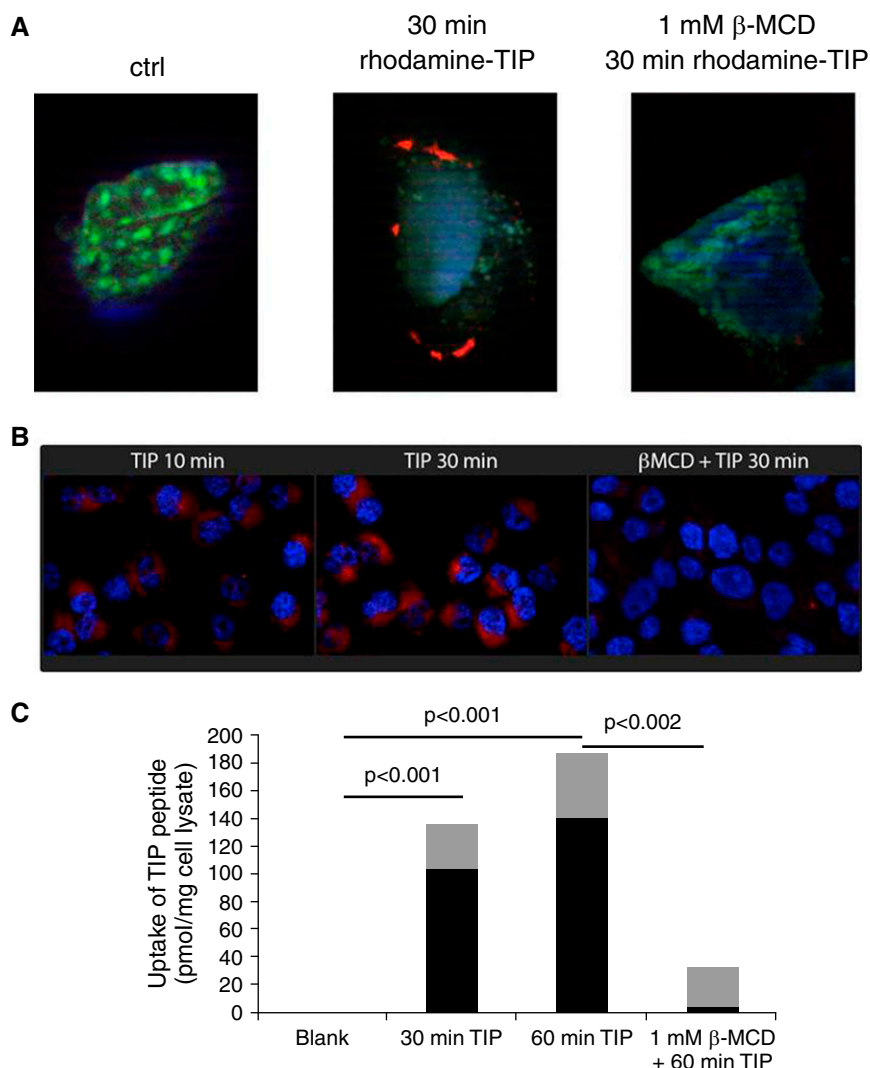 A
ctrl
30 min
rhodamine-TIP
1 mM β-MCD
30 min rhodamine-TIP
B
TIP 10 min
TIP 30 min
βMCD + TIP 30 min
C
Uptake of TIP peptide
(pmol/mg cell lysate)
200
180
160
140
120
100
80
60
40
20
0
p<0.001
p<0.002
p<0.001
Blank
30 min TIP
60 min TIP
1 mM β-MCD
+ 60 min TIP